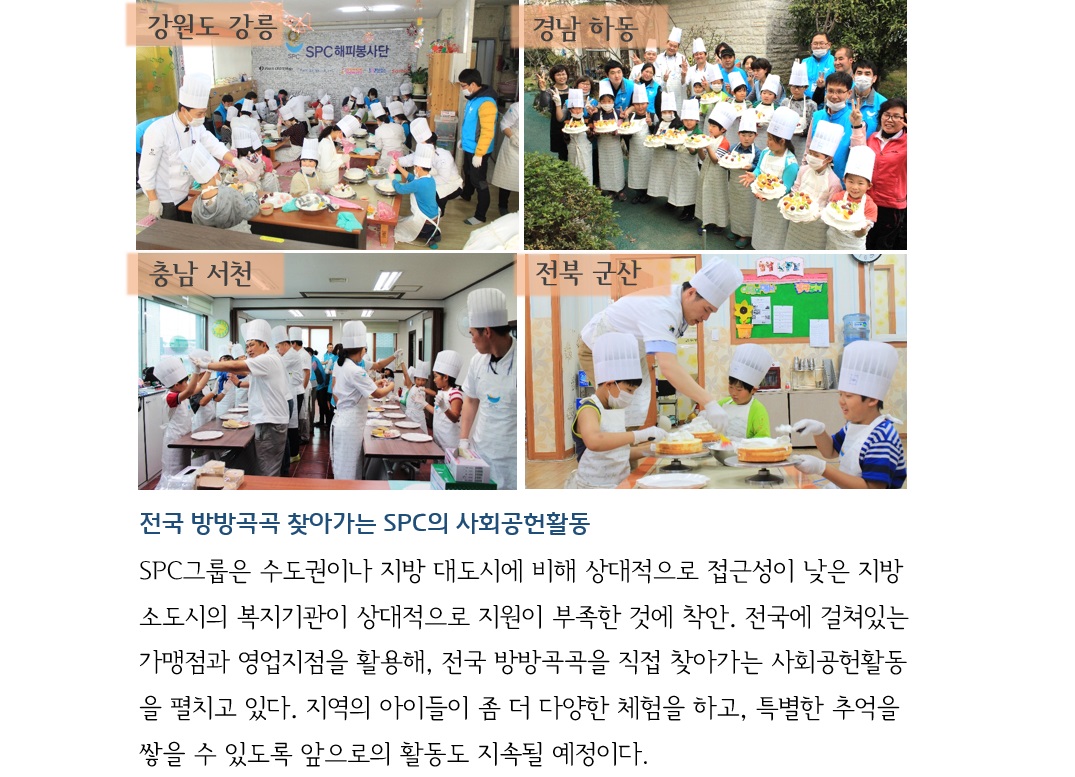 강원도 강릉
경남 하동
SPC해피봉사단
충남 서천
전북 군산
전국 방방곡곡 찾아가는 SPC의 사회공헌활동
SPC그룹은 수도권이나 지방 대도시에 비해 상대적으로 접근성이 낮은 지방
소도시의 복지기관이 상대적으로 지원이 부족한 것에 착안. 전국에 걸쳐있는
가맹점과 영업지점을 활용해, 전국 방방곡곡을 직접 찾아가는 사회공헌활동
을 펼치고 있다. 지역의 아이들이 좀 더 다양한 체험을 하고, 특별한 추억을
쌓을 수 있도록 앞으로의 활동도 지속될 예정이다.